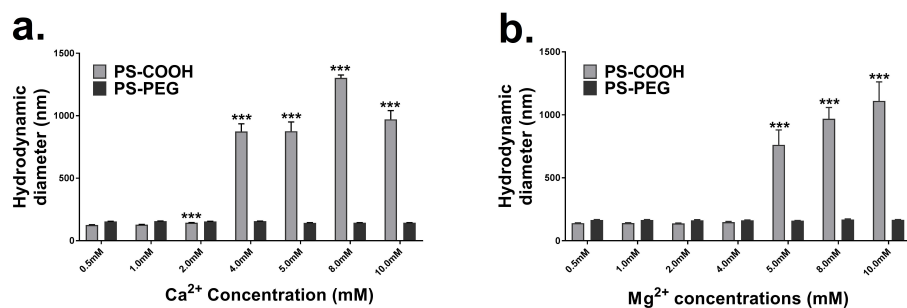 a.
1500
1000
500
0
Hydrodynamic
diameter (nm)
PS-COOH
PS-PEG
***
***
***
***
***
0.5mM
1.0mM
2.0mM
4.0mM
5.0mM
8.0mM
10.0mM
Ca²⁺ Concentration (mM)
b.
1500
1000
500
0
Hydrodynamic
diameter (nm)
PS-COOH
PS-PEG
***
***
***
0.5mM
1.0mM
2.0mM
4.0mM
5.0mM
8.0mM
10.0mM
Mg²⁺ concentrations (mM)